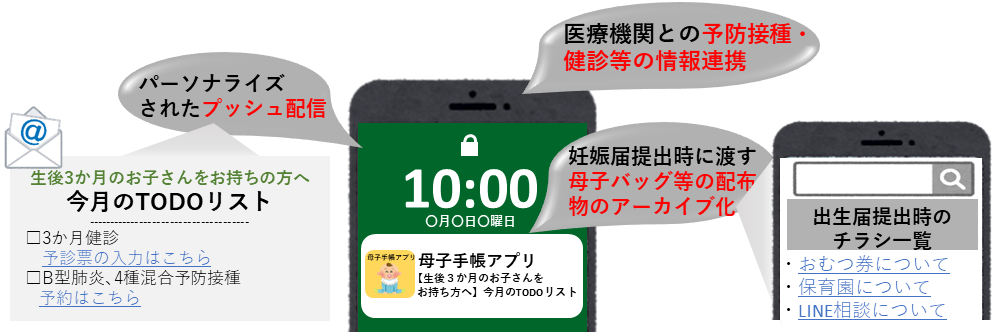 医療機関との予防接種・
健診等の情報連携
パーソナライズ
されたプッシュ配信
@
生後3か月のお子さんをお持ちの方へ
今月のTODOリスト
□3か月健診
予診票の入力はこちら
□B型肺炎、4種混合予防接種
予約はこちら
10:00
〇月〇日〇曜日
母子手帳アプリ
母子手帳アプリ
【生後３か月のお子さんを
お持ち方へ】今月のTODOリスト
妊娠届提出時に渡す
母子バッグ等の配布
物のアーカイブ化
出生届提出時の
チラシ一覧
・おむつ券について
・保育園について
・LINE相談について